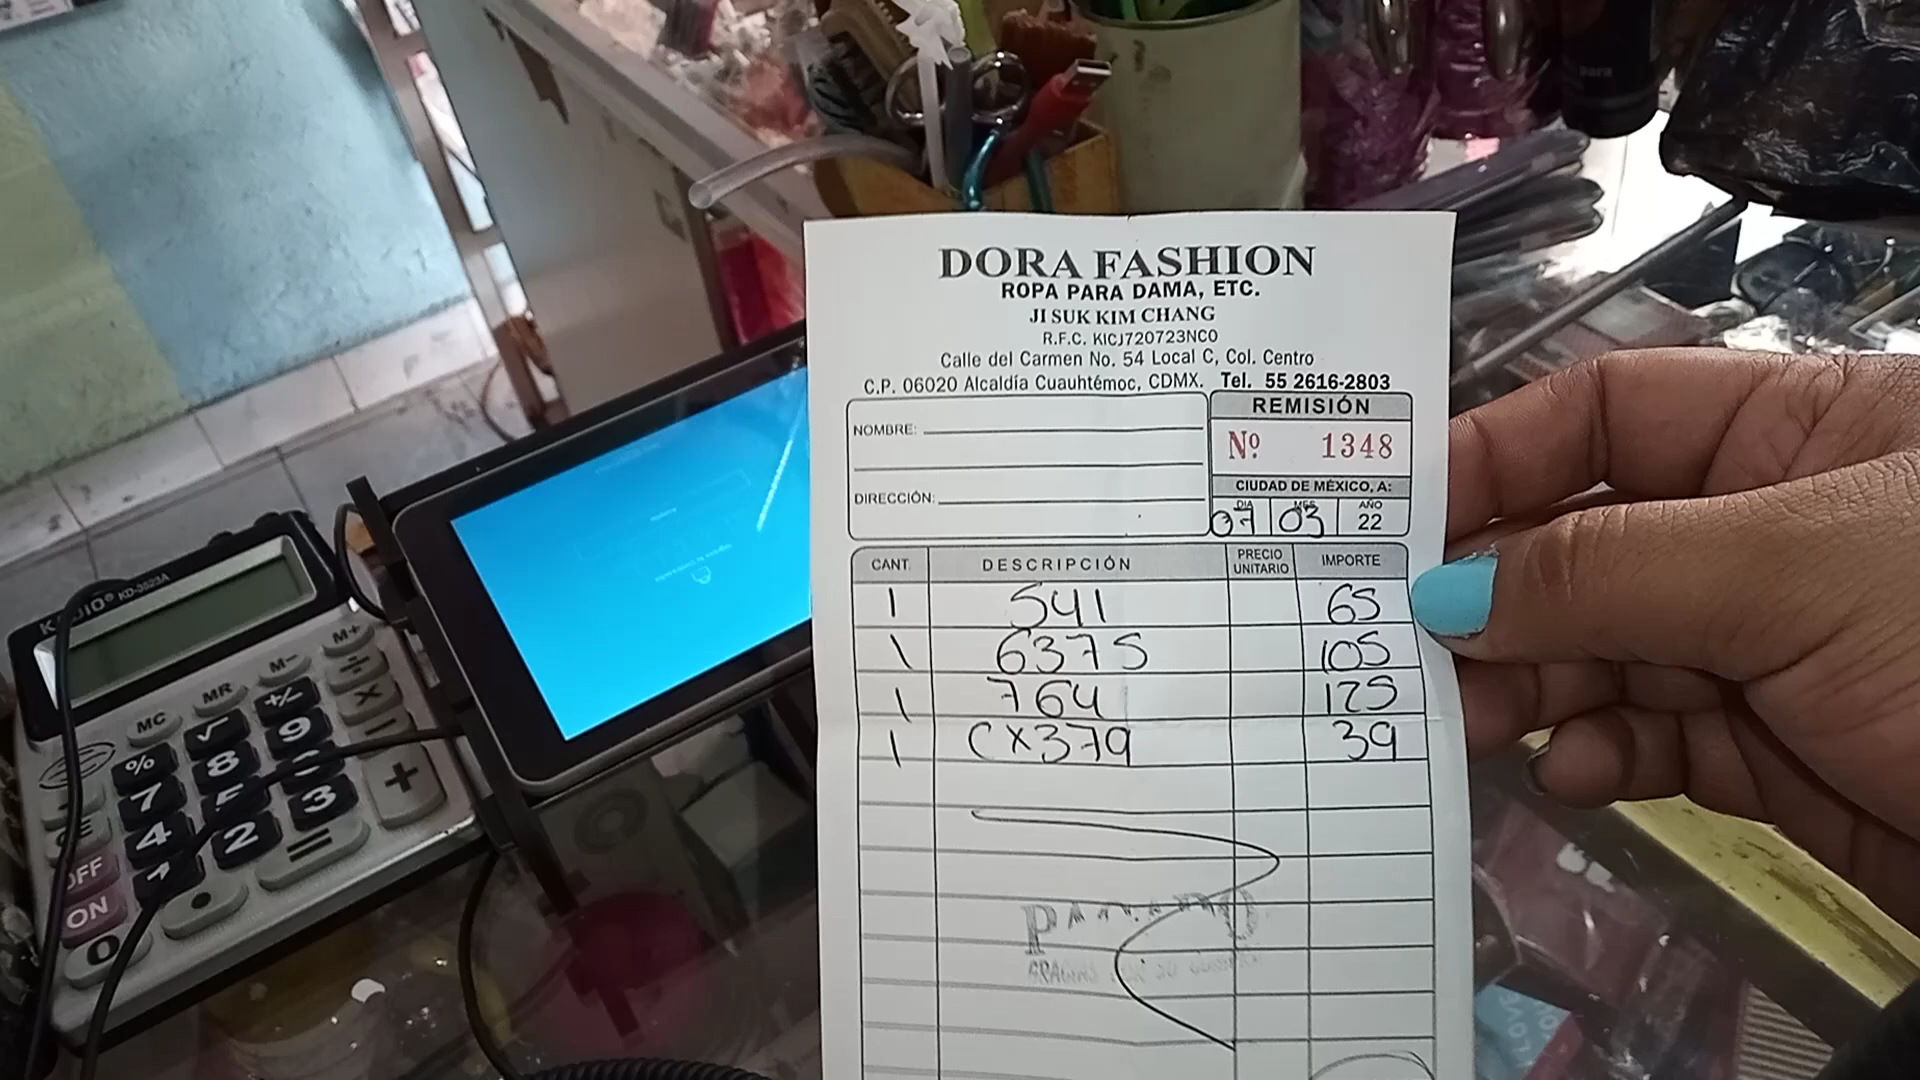 DORA FASHION
ROPA PARA DAMA, ETC.
JI SUK KIM CHANG
R.F.C. KICJ720723NC0
Calle del Carmen No. 54 Local C, Col. Centro
C.P. 06020 Alcaldía Cuauhtémoc, CDMX. Tel. 55 2616-2803
NOMBRE:
DIRECCIÓN:
REMISIÓN
Nº 1348
CIUDAD DE MÉXICO, A:
DIA MES AÑO
07 03 22
CANT. DESCRIPCIÓN PRECIO UNITARIO IMPORTE
1 541 65
1 6375 105
1 764 125
1 CX379 39
KD-3523A
M+
M-
MR
MC
÷
+/-
√
%
×
9
8
7
−
+
3
2
4
=
1
OFF
ON
0
Para